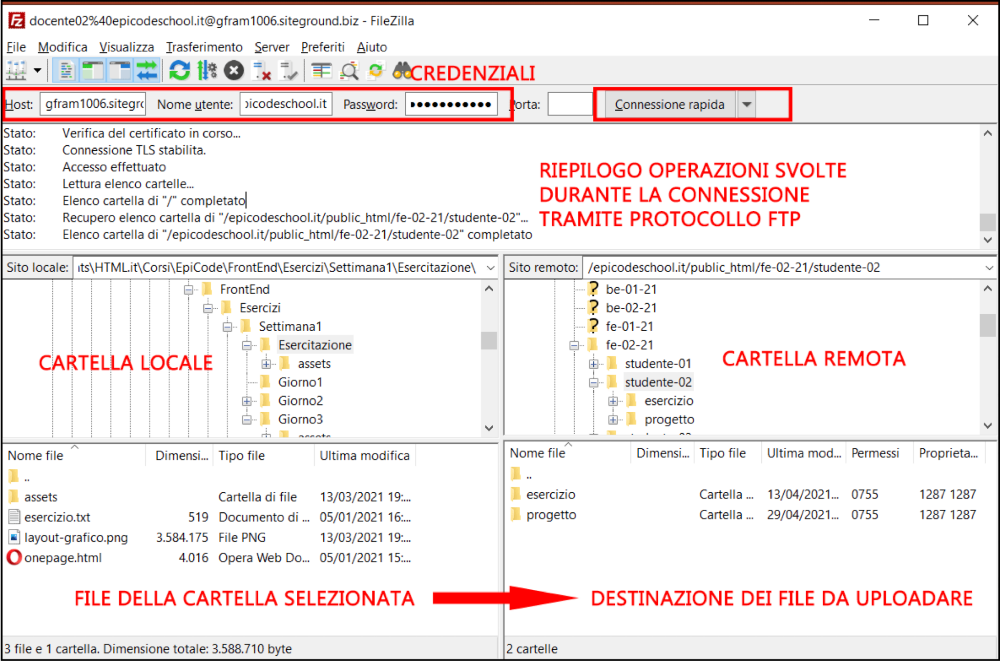 docente02%40epicodeschool.it@gfram1006.siteground.biz - FileZilla
File Modifica Visualizza Trasferimento Server Preferiti Aiuto
CREDENZIALI
Host: gfram1006.sitegro Nome utente: picodeschool.it Password: ●●●●●●●●●●●● Porta: Connessione rapida
Stato: Verifica del certificato in corso...
Stato: Connessione TLS stabilita.
Stato: Accesso effettuato
Stato: Lettura elenco cartelle...
Stato: Elenco cartella di "/" completato
Stato: Recupero elenco cartella di "/epicodeschool.it/public_html/fe-02-21/studente-02"...
Stato: Elenco cartella di "/epicodeschool.it/public_html/fe-02-21/studente-02" completato
RIEPILOGO OPERAZIONI SVOLTE
DURANTE LA CONNESSIONE
TRAMITE PROTOCOLLO FTP
Sito locale: ts\HTML.it\Corsi\EpiCode\FrontEnd\Esercizi\Settimana1\Esercitazione\
FrontEnd
Esercizi
Settimana1
Esercitazione
assets
Giorno1
Giorno2
Giorno3
assets
CARTELLA LOCALE
Sito remoto: /epicodeschool.it/public_html/fe-02-21/studente-02
be-01-21
be-02-21
fe-01-21
fe-02-21
studente-01
studente-02
esercizio
progetto
CARTELLA REMOTA
Nome file Dimensi... Tipo file Ultima modifica
..
assets Cartella di file 13/03/2021 19:...
esercizio.txt 519 Documento di ... 05/01/2021 16:...
layout-grafico.png 3.584.175 File PNG 13/03/2021 19:...
onepage.html 4.016 Opera Web Do... 05/01/2021 15:...
FILE DELLA CARTELLA SELEZIONATA
3 file e 1 cartella. Dimensione totale: 3.588.710 byte
Nome file Dimensi... Tipo file Ultima mod... Permessi Proprieta...
..
esercizio Cartella ... 13/04/2021... 0755 1287 1287
progetto Cartella ... 29/04/2021... 0755 1287 1287
DESTINAZIONE DEI FILE DA UPLOADARE
2 cartelle